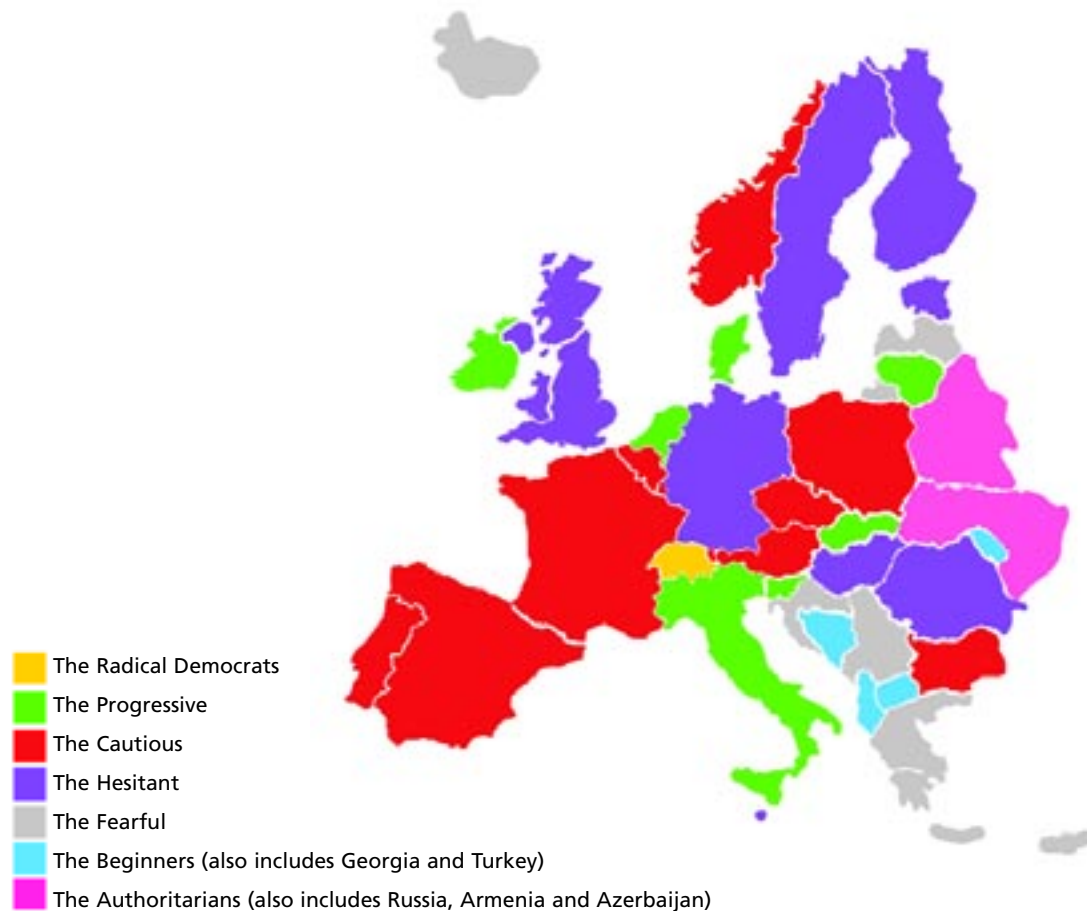 The Radical Democrats
The Progressive
The Cautious
The Hesitant
The Fearful
The Beginners (also includes Georgia and Turkey)
The Authoritarians (also includes Russia, Armenia and Azerbaijan)